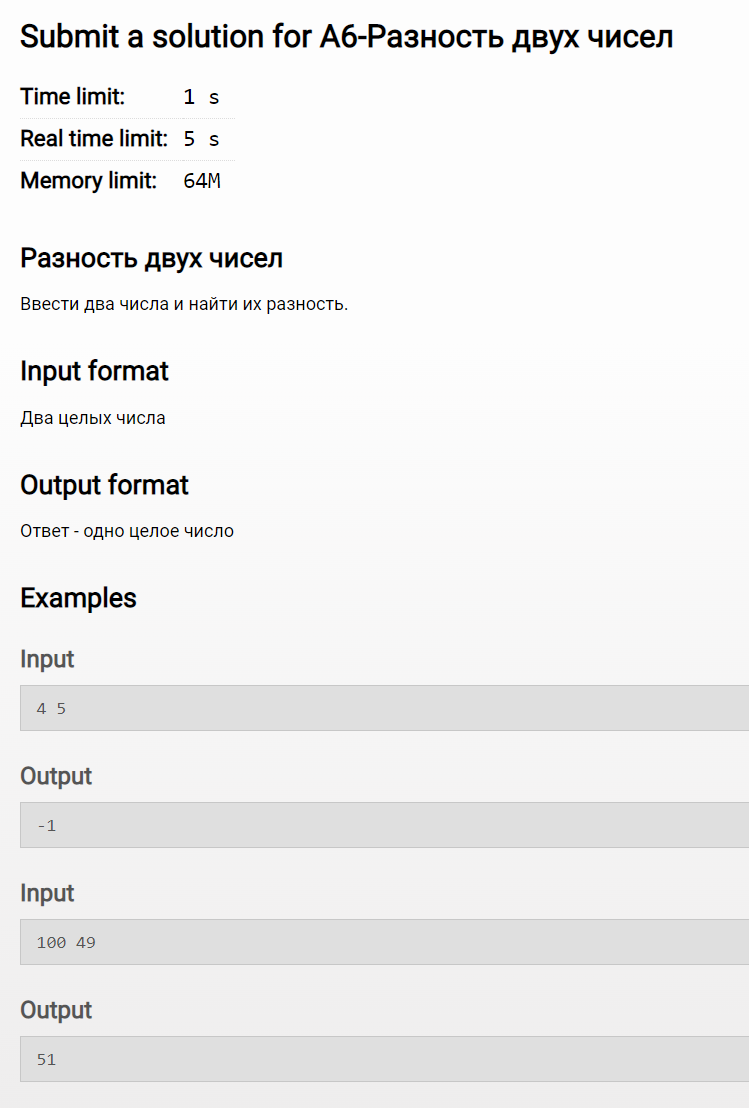 Submit a solution for A6-Разность двух чисел
Time limit: 1 s
Real time limit: 5 s
Memory limit: 64M
Разность двух чисел
Ввести два числа и найти их разность.
Input format
Два целых числа
Output format
Ответ - одно целое число
Examples
Input
4 5
Output
-1
Input
100 49
Output
51